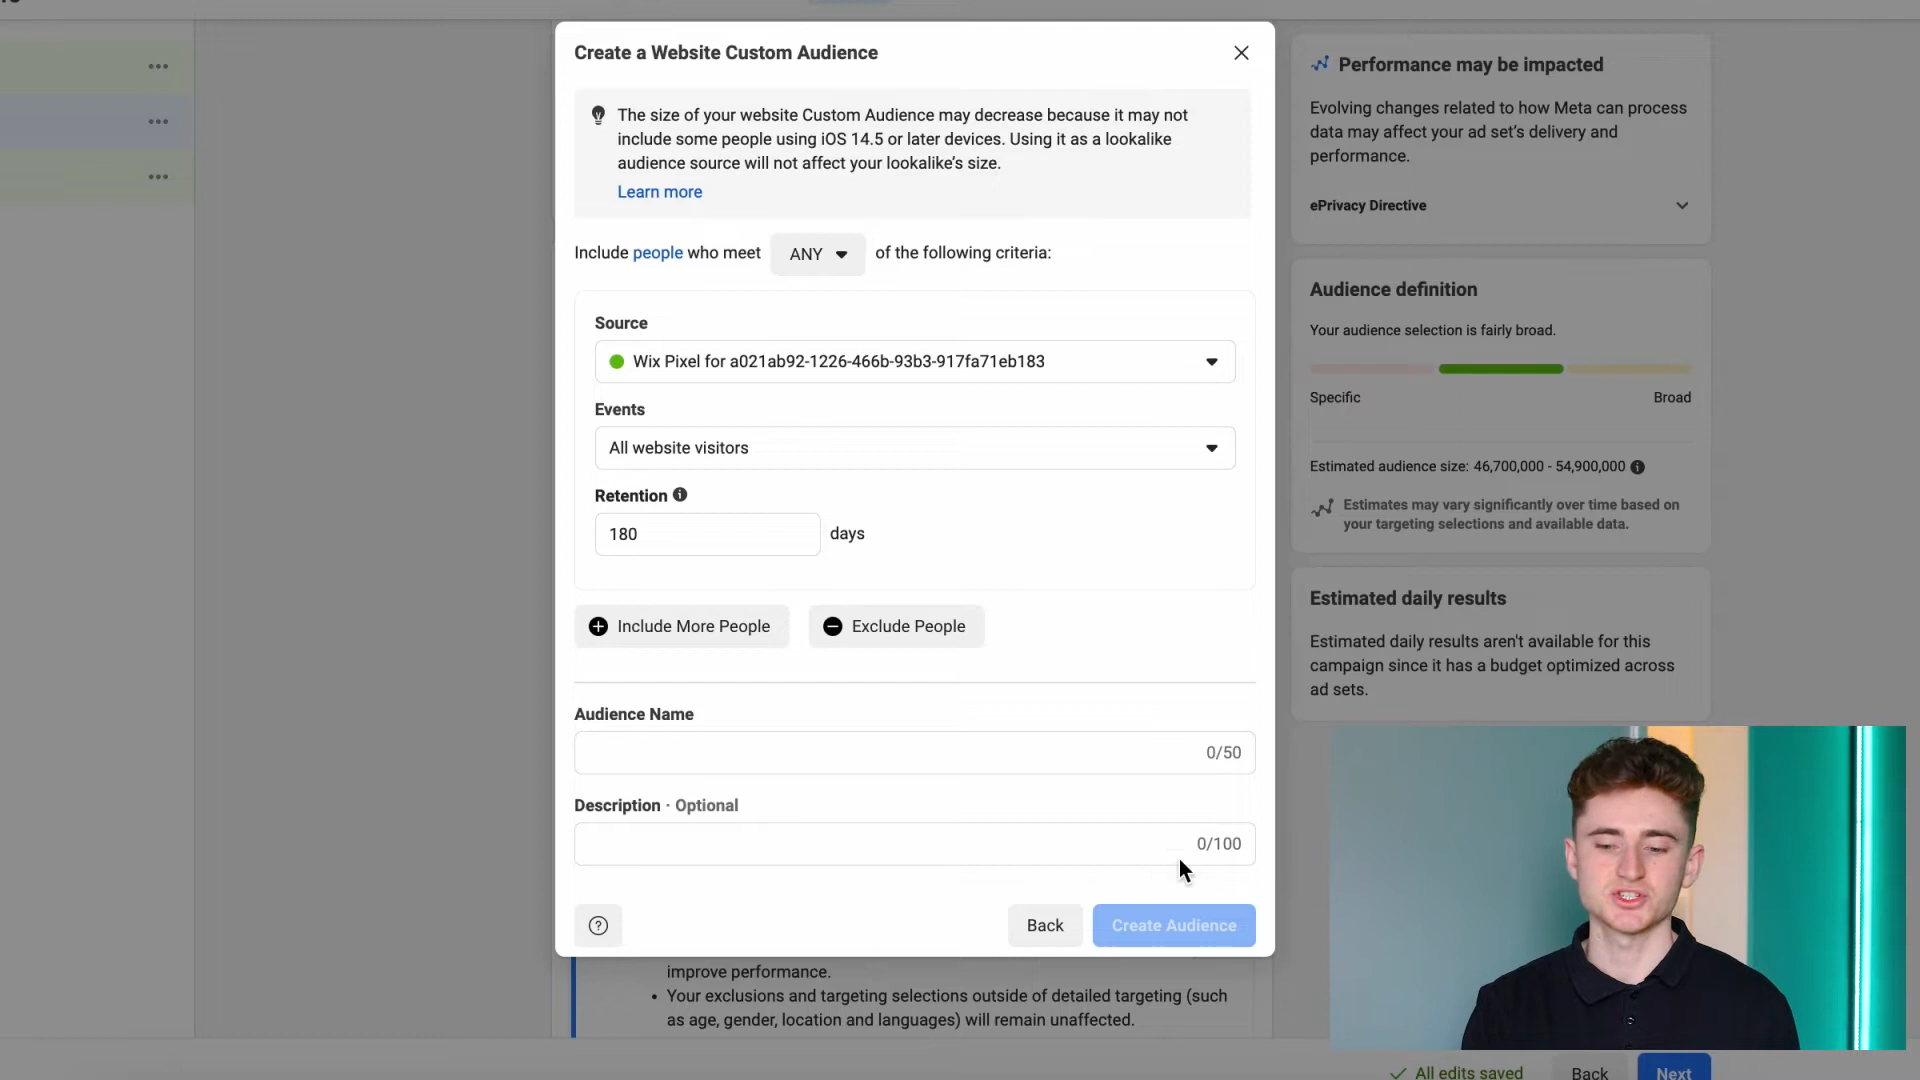 Create a Website Custom Audience
The size of your website Custom Audience may decrease because it may not
include some people using iOS 14.5 or later devices. Using it as a lookalike
audience source will not affect your lookalike's size.
Learn more
Include people who meet ANY of the following criteria:
Source
Wix Pixel for a021ab92-1226-466b-93b3-917fa71eb183
Events
All website visitors
Retention
180 days
Include More People
Exclude People
Audience Name
0/50
Description · Optional
0/100
Back
Create Audience
improve performance.
• Your exclusions and targeting selections outside of detailed targeting (such
as age, gender, location and languages) will remain unaffected.
Performance may be impacted
Evolving changes related to how Meta can process
data may affect your ad set's delivery and
performance.
ePrivacy Directive
Audience definition
Your audience selection is fairly broad.
Specific Broad
Estimated audience size: 46,700,000 - 54,900,000
Estimates may vary significantly over time based on
your targeting selections and available data.
Estimated daily results
Estimated daily results aren't available for this
campaign since it has a budget optimized across
ad sets.
All edits saved
Back
Next